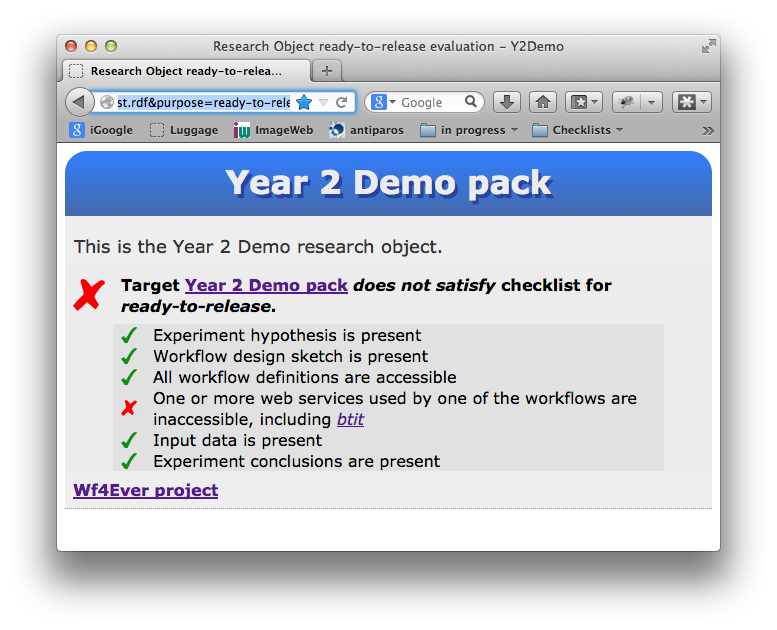 Research Object ready-to-release evaluation – Y2Demo
Research Object ready-to-relea...
st.rdf&purpose=ready-to-rele
Google
iGoogle Luggage ImageWeb antiparos in progress Checklists
Year 2 Demo pack
This is the Year 2 Demo research object.
Target Year 2 Demo pack does not satisfy checklist for
ready-to-release.
Experiment hypothesis is present
Workflow design sketch is present
All workflow definitions are accessible
One or more web services used by one of the workflows are
inaccessible, including btit
Input data is present
Experiment conclusions are present
Wf4Ever project